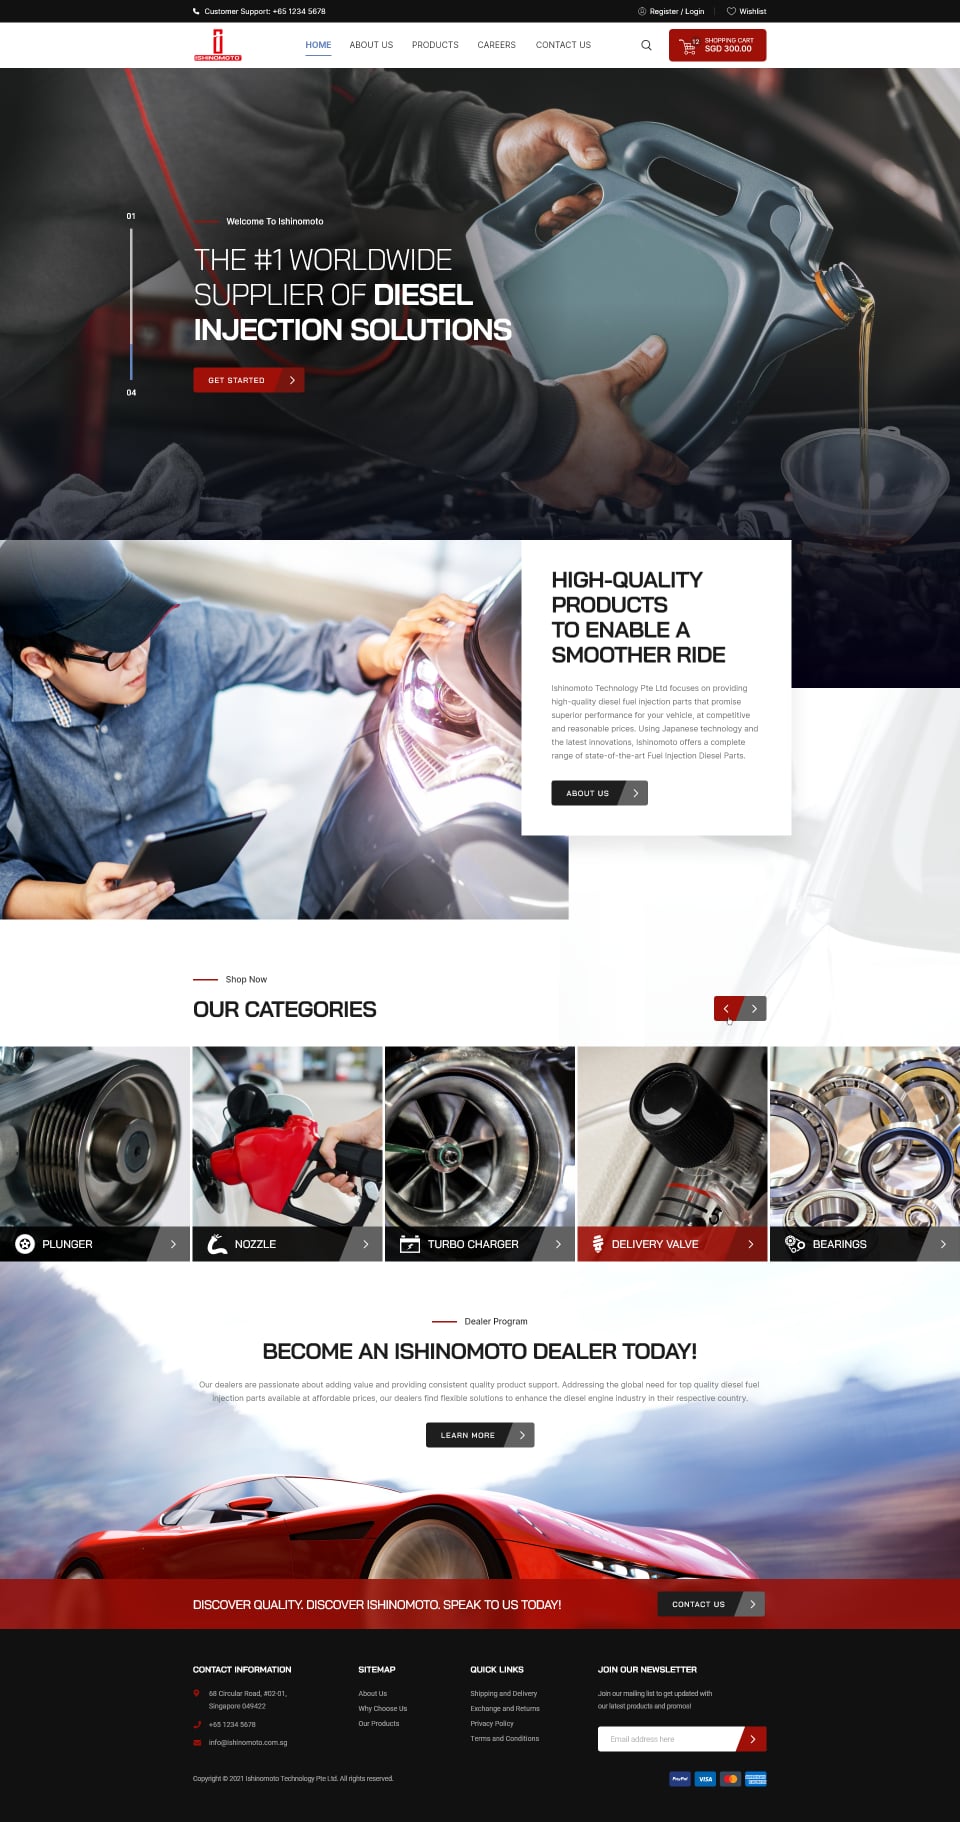 Customer Support: +65 1234 5678
Register / Login
Wishlist
ISHINOMOTO
HOME
ABOUT US
PRODUCTS
CAREERS
CONTACT US
12
SHOPPING CART
SGD 300.00
01
04
Welcome To Ishinomoto
THE #1 WORLDWIDE
SUPPLIER OF DIESEL
INJECTION SOLUTIONS
GET STARTED
HIGH-QUALITY
PRODUCTS
TO ENABLE A
SMOOTHER RIDE
Ishinomoto Technology Pte Ltd focuses on providing
high-quality diesel fuel injection parts that promise
superior performance for your vehicle, at competitive
and reasonable prices. Using Japanese technology and
the latest innovations, Ishinomoto offers a complete
range of state-of-the-art Fuel Injection Diesel Parts.
ABOUT US
Shop Now
OUR CATEGORIES
PLUNGER
NOZZLE
TURBO CHARGER
DELIVERY VALVE
BEARINGS
Dealer Program
BECOME AN ISHINOMOTO DEALER TODAY!
Our dealers are passionate about adding value and providing consistent quality product support. Addressing the global need for top quality diesel fuel
injection parts available at affordable prices, our dealers find flexible solutions to enhance the diesel engine industry in their respective country.
LEARN MORE
DISCOVER QUALITY. DISCOVER ISHINOMOTO. SPEAK TO US TODAY!
CONTACT US
CONTACT INFORMATION
68 Circular Road, #02-01,
Singapore 049422
+65 1234 5678
info@ishinomoto.com.sg
SITEMAP
About Us
Why Choose Us
Our Products
QUICK LINKS
Shipping and Delivery
Exchange and Returns
Privacy Policy
Terms and Conditions
JOIN OUR NEWSLETTER
Join our mailing list to get updated with
our latest products and promos!
Email address here
Copyright © 2021 Ishinomoto Technology Pte Ltd. All rights reserved.
PayPal
VISA